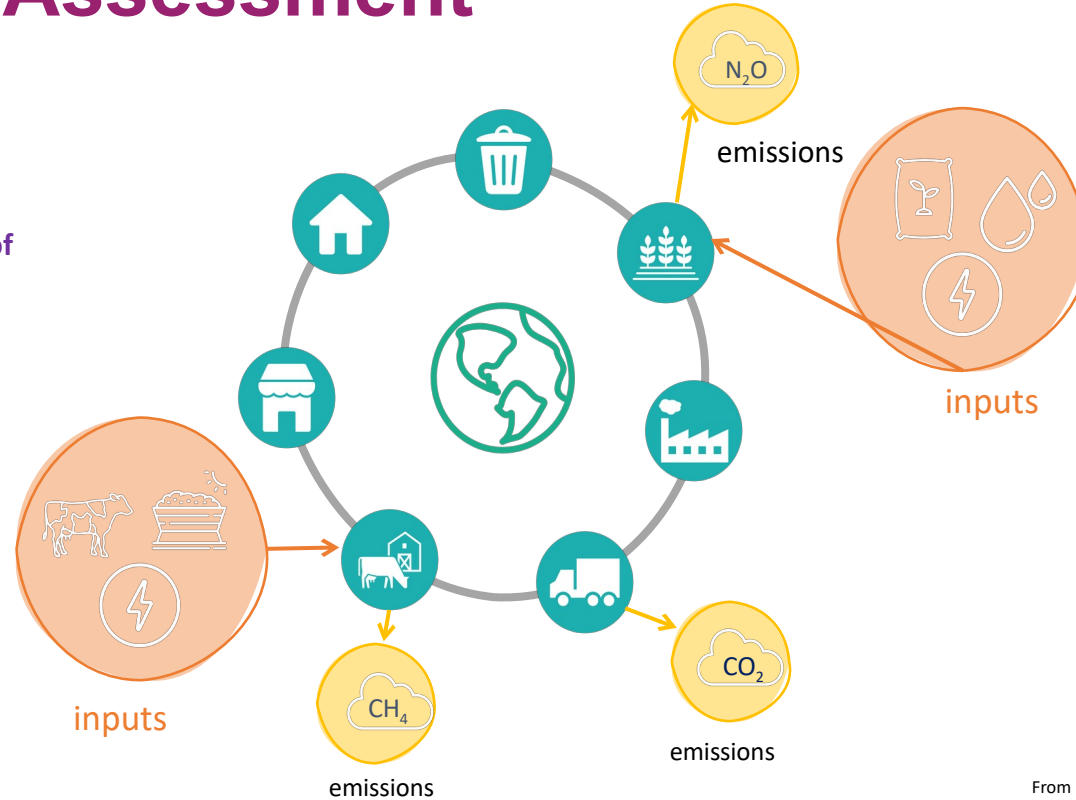 Assessment
N₂O
emissions
of
inputs
inputs
CH₄
emissions
CO₂
emissions
From